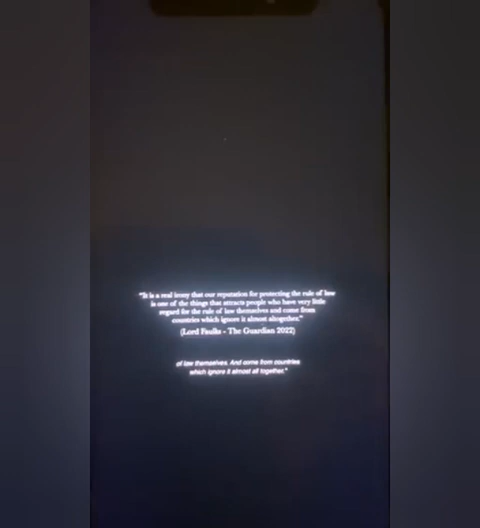 "It is a real irony that our reputation for protecting the rule of law
is one of the things that attracts people who have very little
regard for the rule of law themselves and come from
countries which ignore it almost altogether."
(Lord Faulks - The Guardian 2022)
of law themselves. And come from countries
which ignore it almost all together."